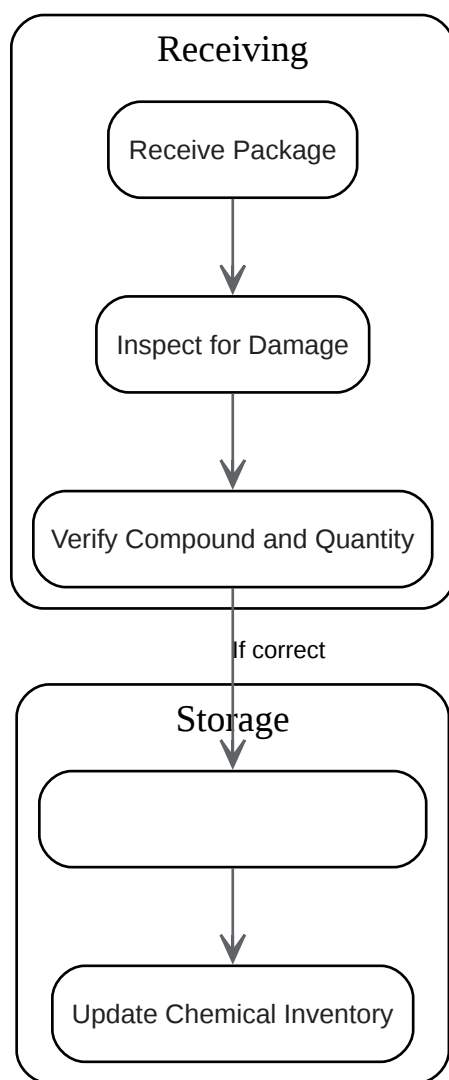 Receiving
Receive Package
Inspect for Damage
Verify Compound and Quantity
If correct
Storage
Update Chemical Inventory